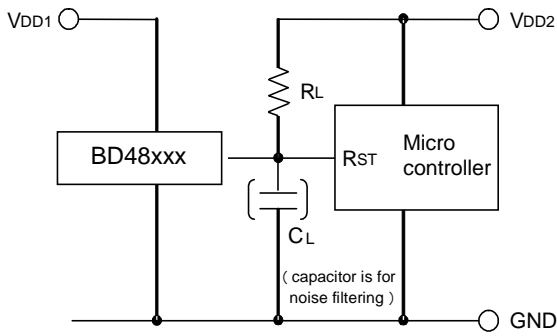 VDD1
VDD2
RL
BD48xxx
RST
Micro
controller
CL
( capacitor is for
noise filtering )
GND